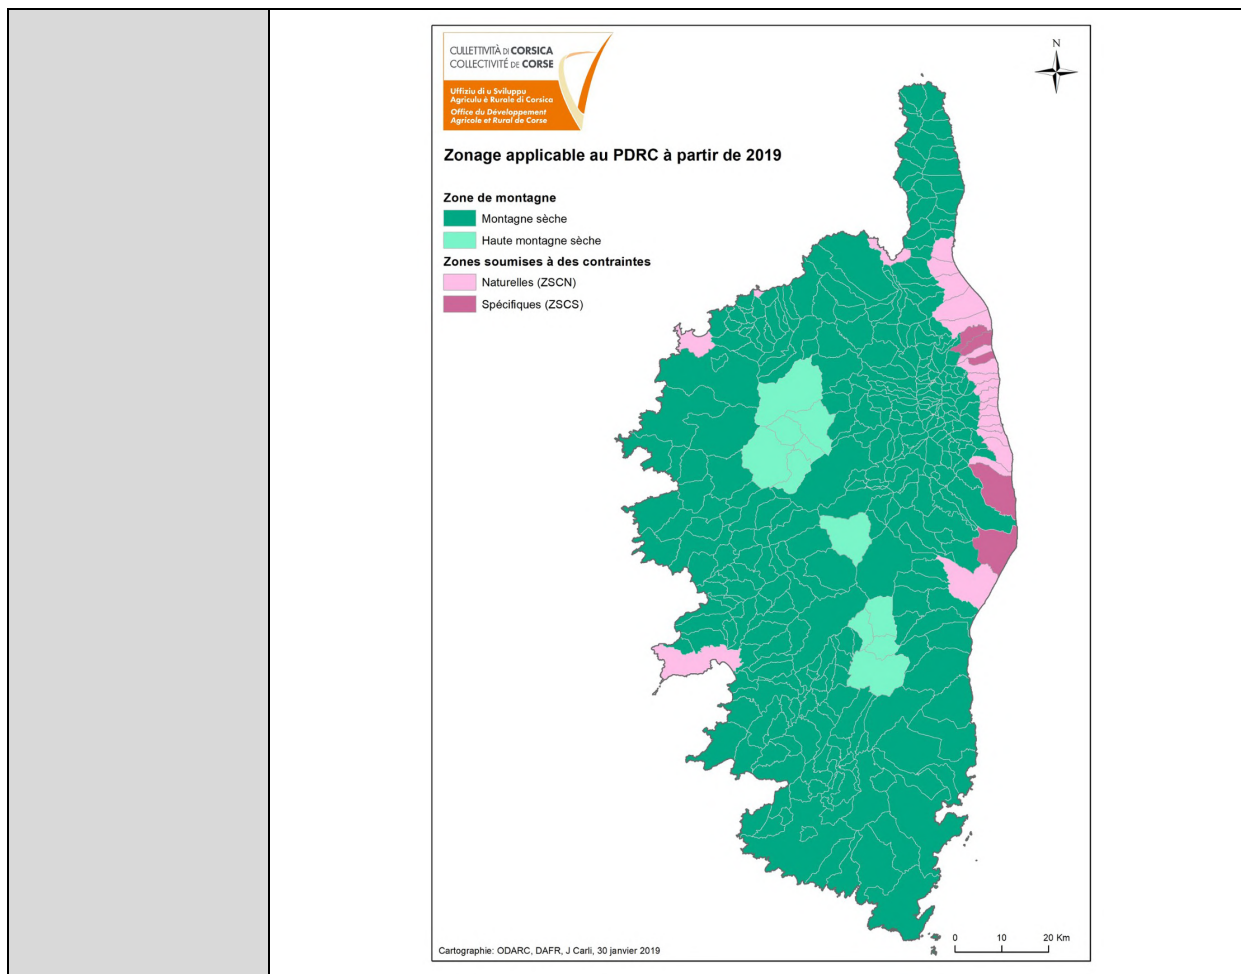 CULLETTIVITÀ DI CORSICA
COLLECTIVITÉ DE CORSE
Uffiziu di u Sviluppu
Agriculu è Rurale di Corsica
Office du Développement
Agricole et Rural de Corse
N
Zonage applicable au PDRC à partir de 2019
Zone de montagne
Montagne sèche
Haute montagne sèche
Zones soumises à des contraintes
Naturelles (ZSCN)
Spécifiques (ZSCS)
0 10 20 Km
Cartographie: ODARC, DAFR, J Carli, 30 janvier 2019